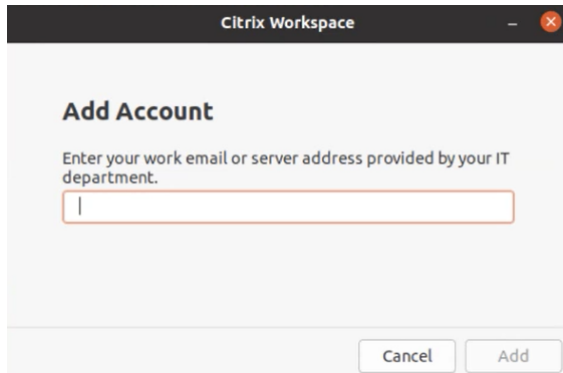 Citrix Workspace
Add Account
Enter your work email or server address provided by your IT
department.
Cancel
Add